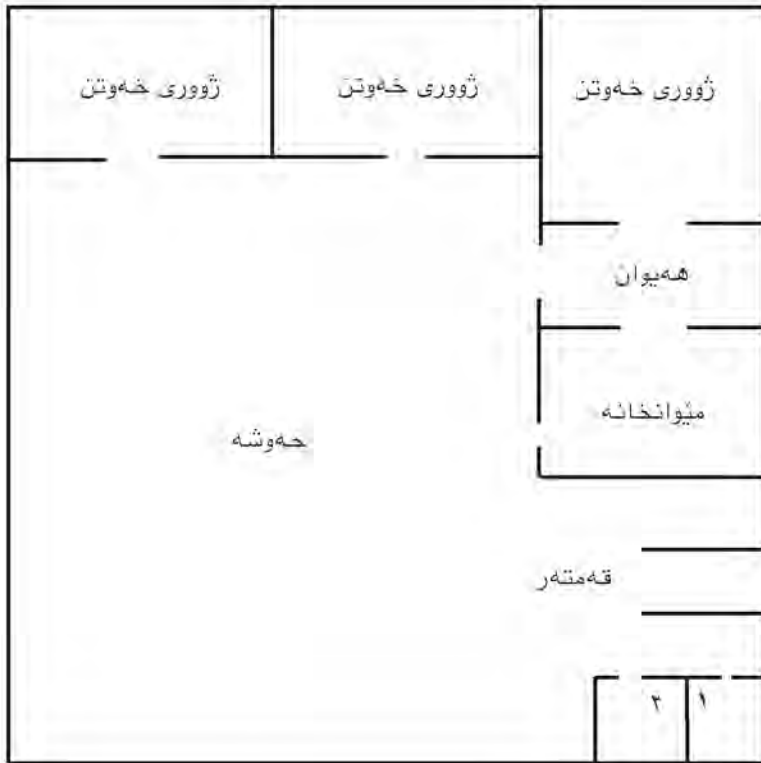 ژووری خەوتن
ژووری خەوتن
ژووری خەوتن
هەیوان
مێوانخانە
حەوشە
قەمتەر
١
٢